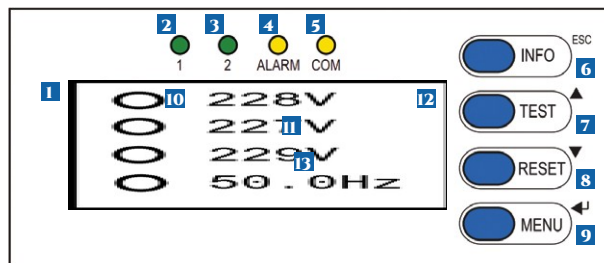 2 3 4 5
1 2 ALARM COM
ESC
INFO 6
1
10 228V 12
TEST 7
227V
11
229V
13
RESET 8
50.0Hz
MENU 9